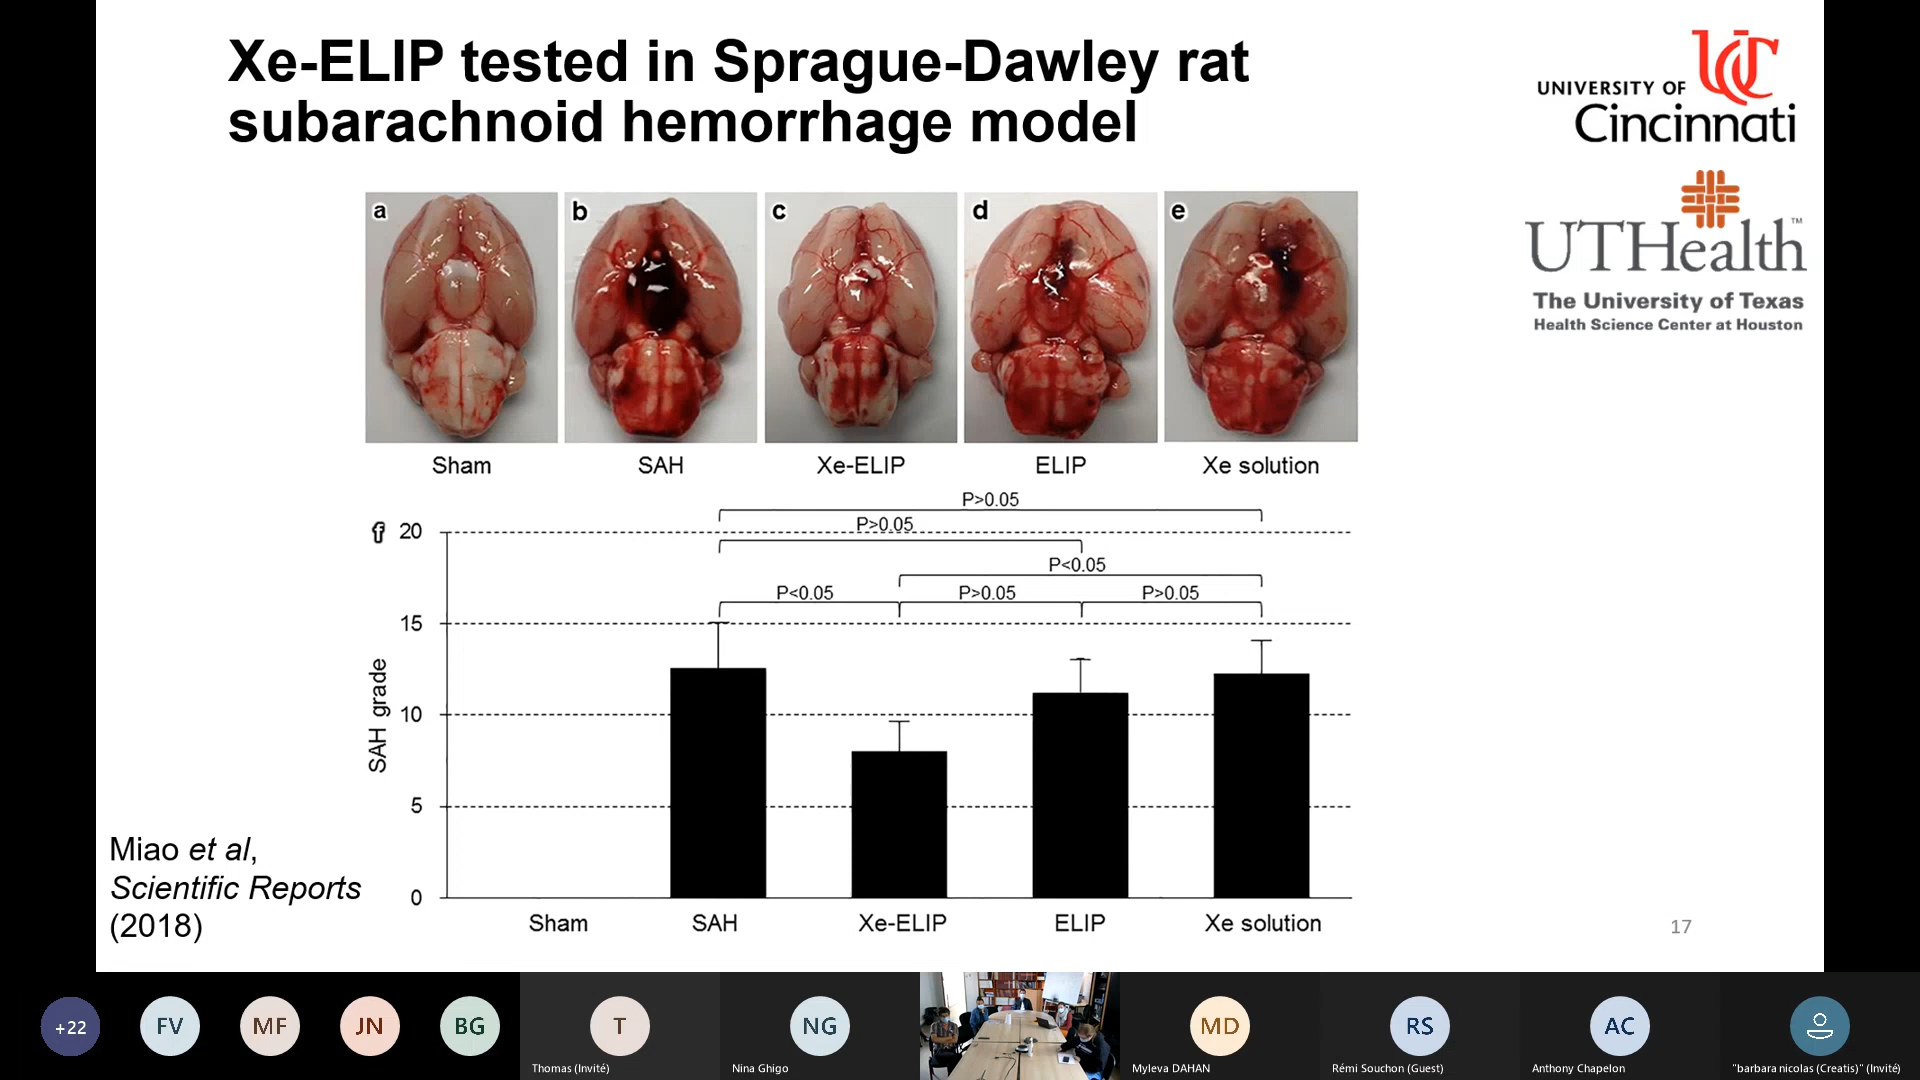 Xe-ELIP tested in Sprague-Dawley rat
subarachnoid hemorrhage model
UC
UNIVERSITY OF
Cincinnati
UTHealth™
The University of Texas
Health Science Center at Houston
a
b
c
d
e
Sham
SAH
Xe-ELIP
ELIP
Xe solution
f
P>0.05
P>0.05
P<0.05
P<0.05
P>0.05
P>0.05
20
15
10
5
0
SAH grade
Sham
SAH
Xe-ELIP
ELIP
Xe solution
Miao et al,
Scientific Reports
(2018)
17
+22
FV
MF
JN
BG
T
Thomas (Invité)
NG
Nina Ghigo
MD
Myleva DAHAN
RS
Rémi Souchon (Guest)
AC
Anthony Chapelon
"barbara nicolas (Creatis)" (Invité)